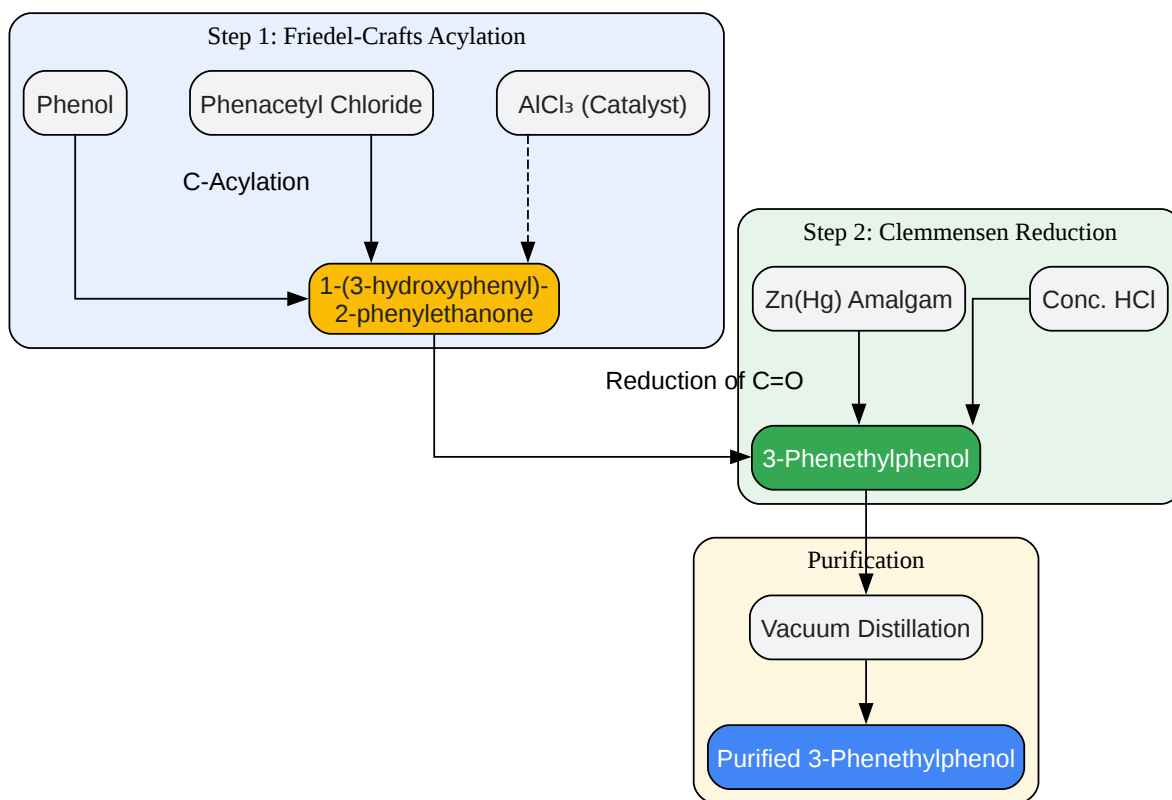 Step 1: Friedel-Crafts Acylation
Phenol
Phenacetyl Chloride
AlCl₃ (Catalyst)
C-Acylation
1-(3-hydroxyphenyl)-
2-phenylethanone
Step 2: Clemmensen Reduction
Zn(Hg) Amalgam
Conc. HCl
Reduction of C=O
3-Phenethylphenol
Purification
Vacuum Distillation
Purified 3-Phenethylphenol